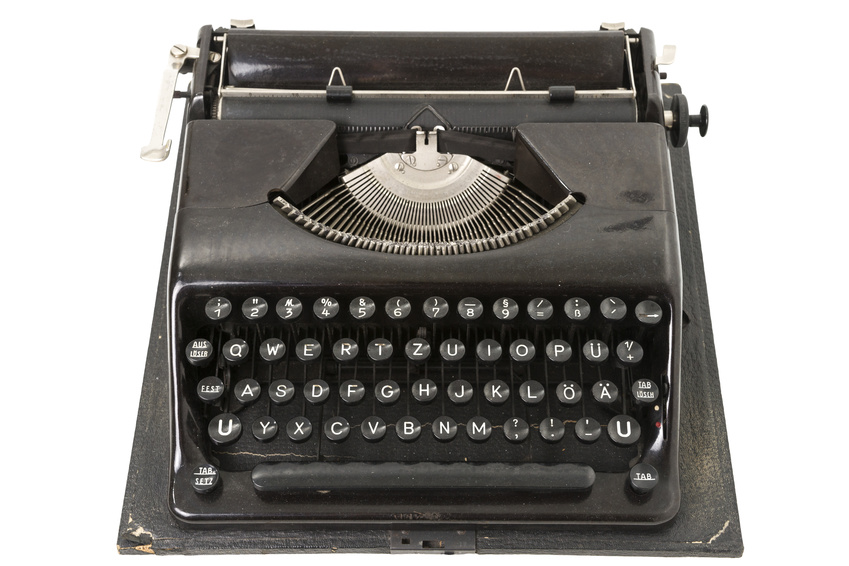 ; " M % & ( ) — § / :
1 2 3 4 5 6 7 8 9 = ß
AUS LÖSER Q W E R T Z U I O P Ü +
FEST A S D F G H J K L Ö Ä TAB LÖSCH
U Y X C V B N M ? ! _ U
TAB. SETZ TAB